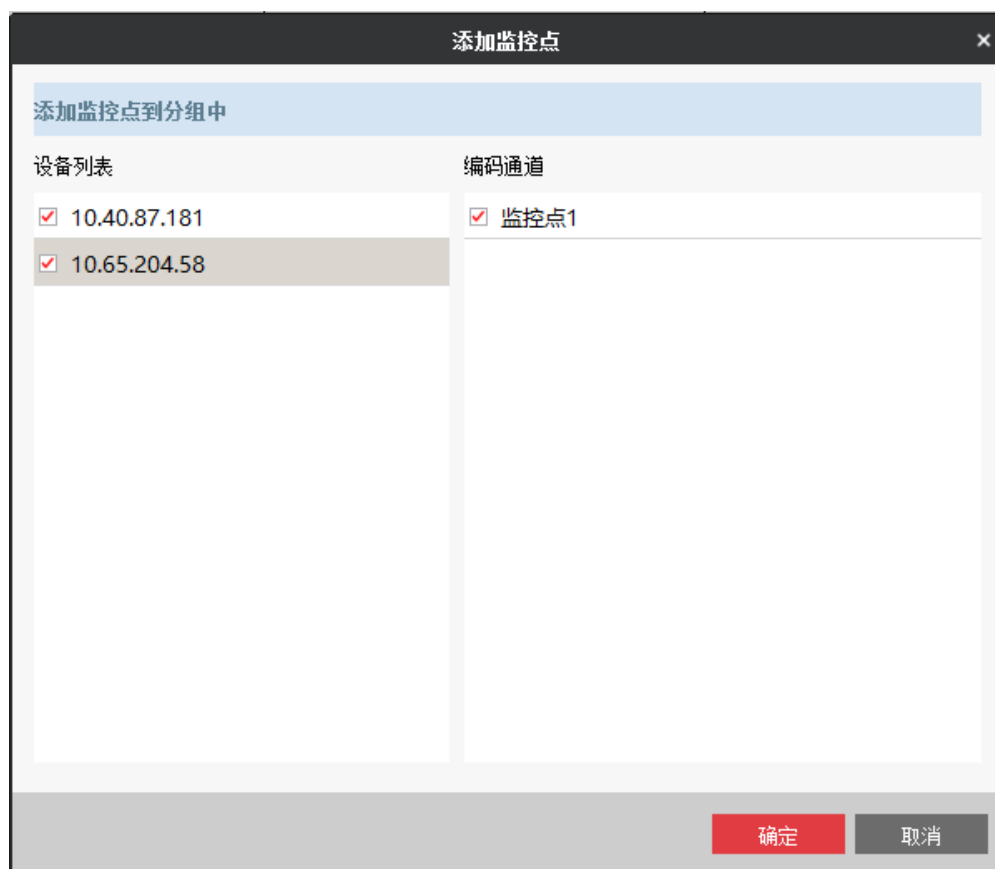 添加监控点
添加监控点到分组中
设备列表
编码通道
10.40.87.181
监控点1
10.65.204.58
确定
取消